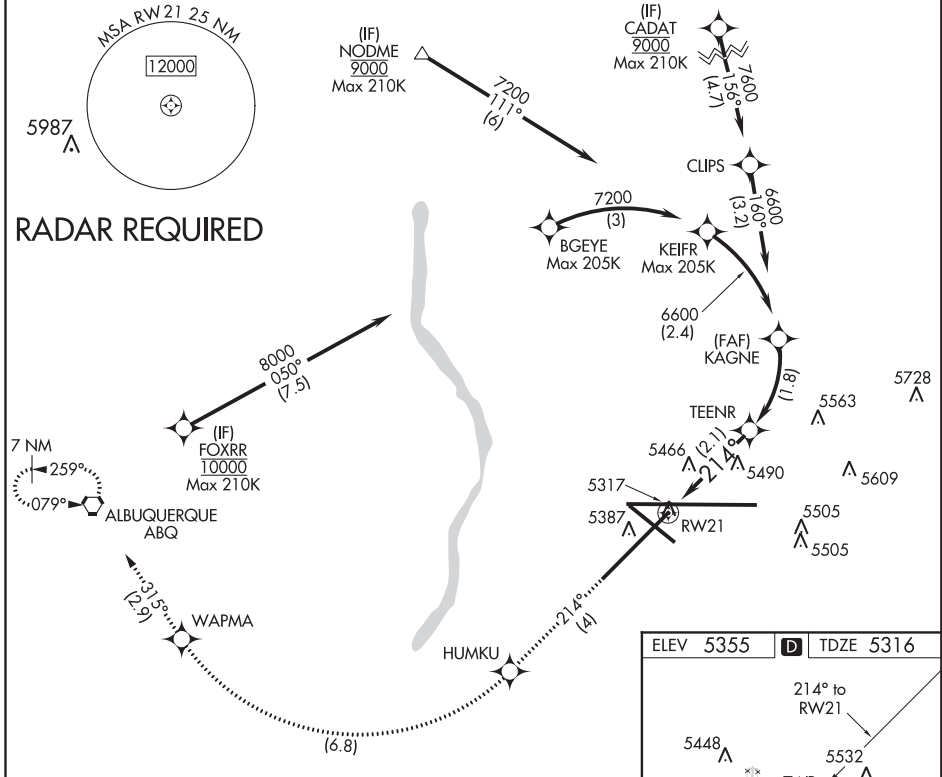 MSA RW21 25 NM
12000
5987
RADAR REQUIRED
(IF)
NODME
9000
Max 210K
7200
111°
(6)
(IF)
CADAT
9000
Max 210K
7600
156°
(4.7)
CLIPS
6600
160°
(3.2)
7200
(3)
BGEYE
Max 205K
KEIFR
Max 205K
6600
(2.4)
(FAF)
KAGNE
(1.8)
8000
050°
(7.5)
(IF)
FOXRR
10000
Max 210K
7 NM
259°
079°
ALBUQUERQUE
ABQ
TEENR
(2.1)
214°
5466
5490
5563
5728
5609
5505
5505
5317
5387
RW21
315°
(2.9)
WAPMA
(6.8)
HUMKU
214°
(4)
ELEV 5355 D TDZE 5316
214° to
RW21
5448
5532